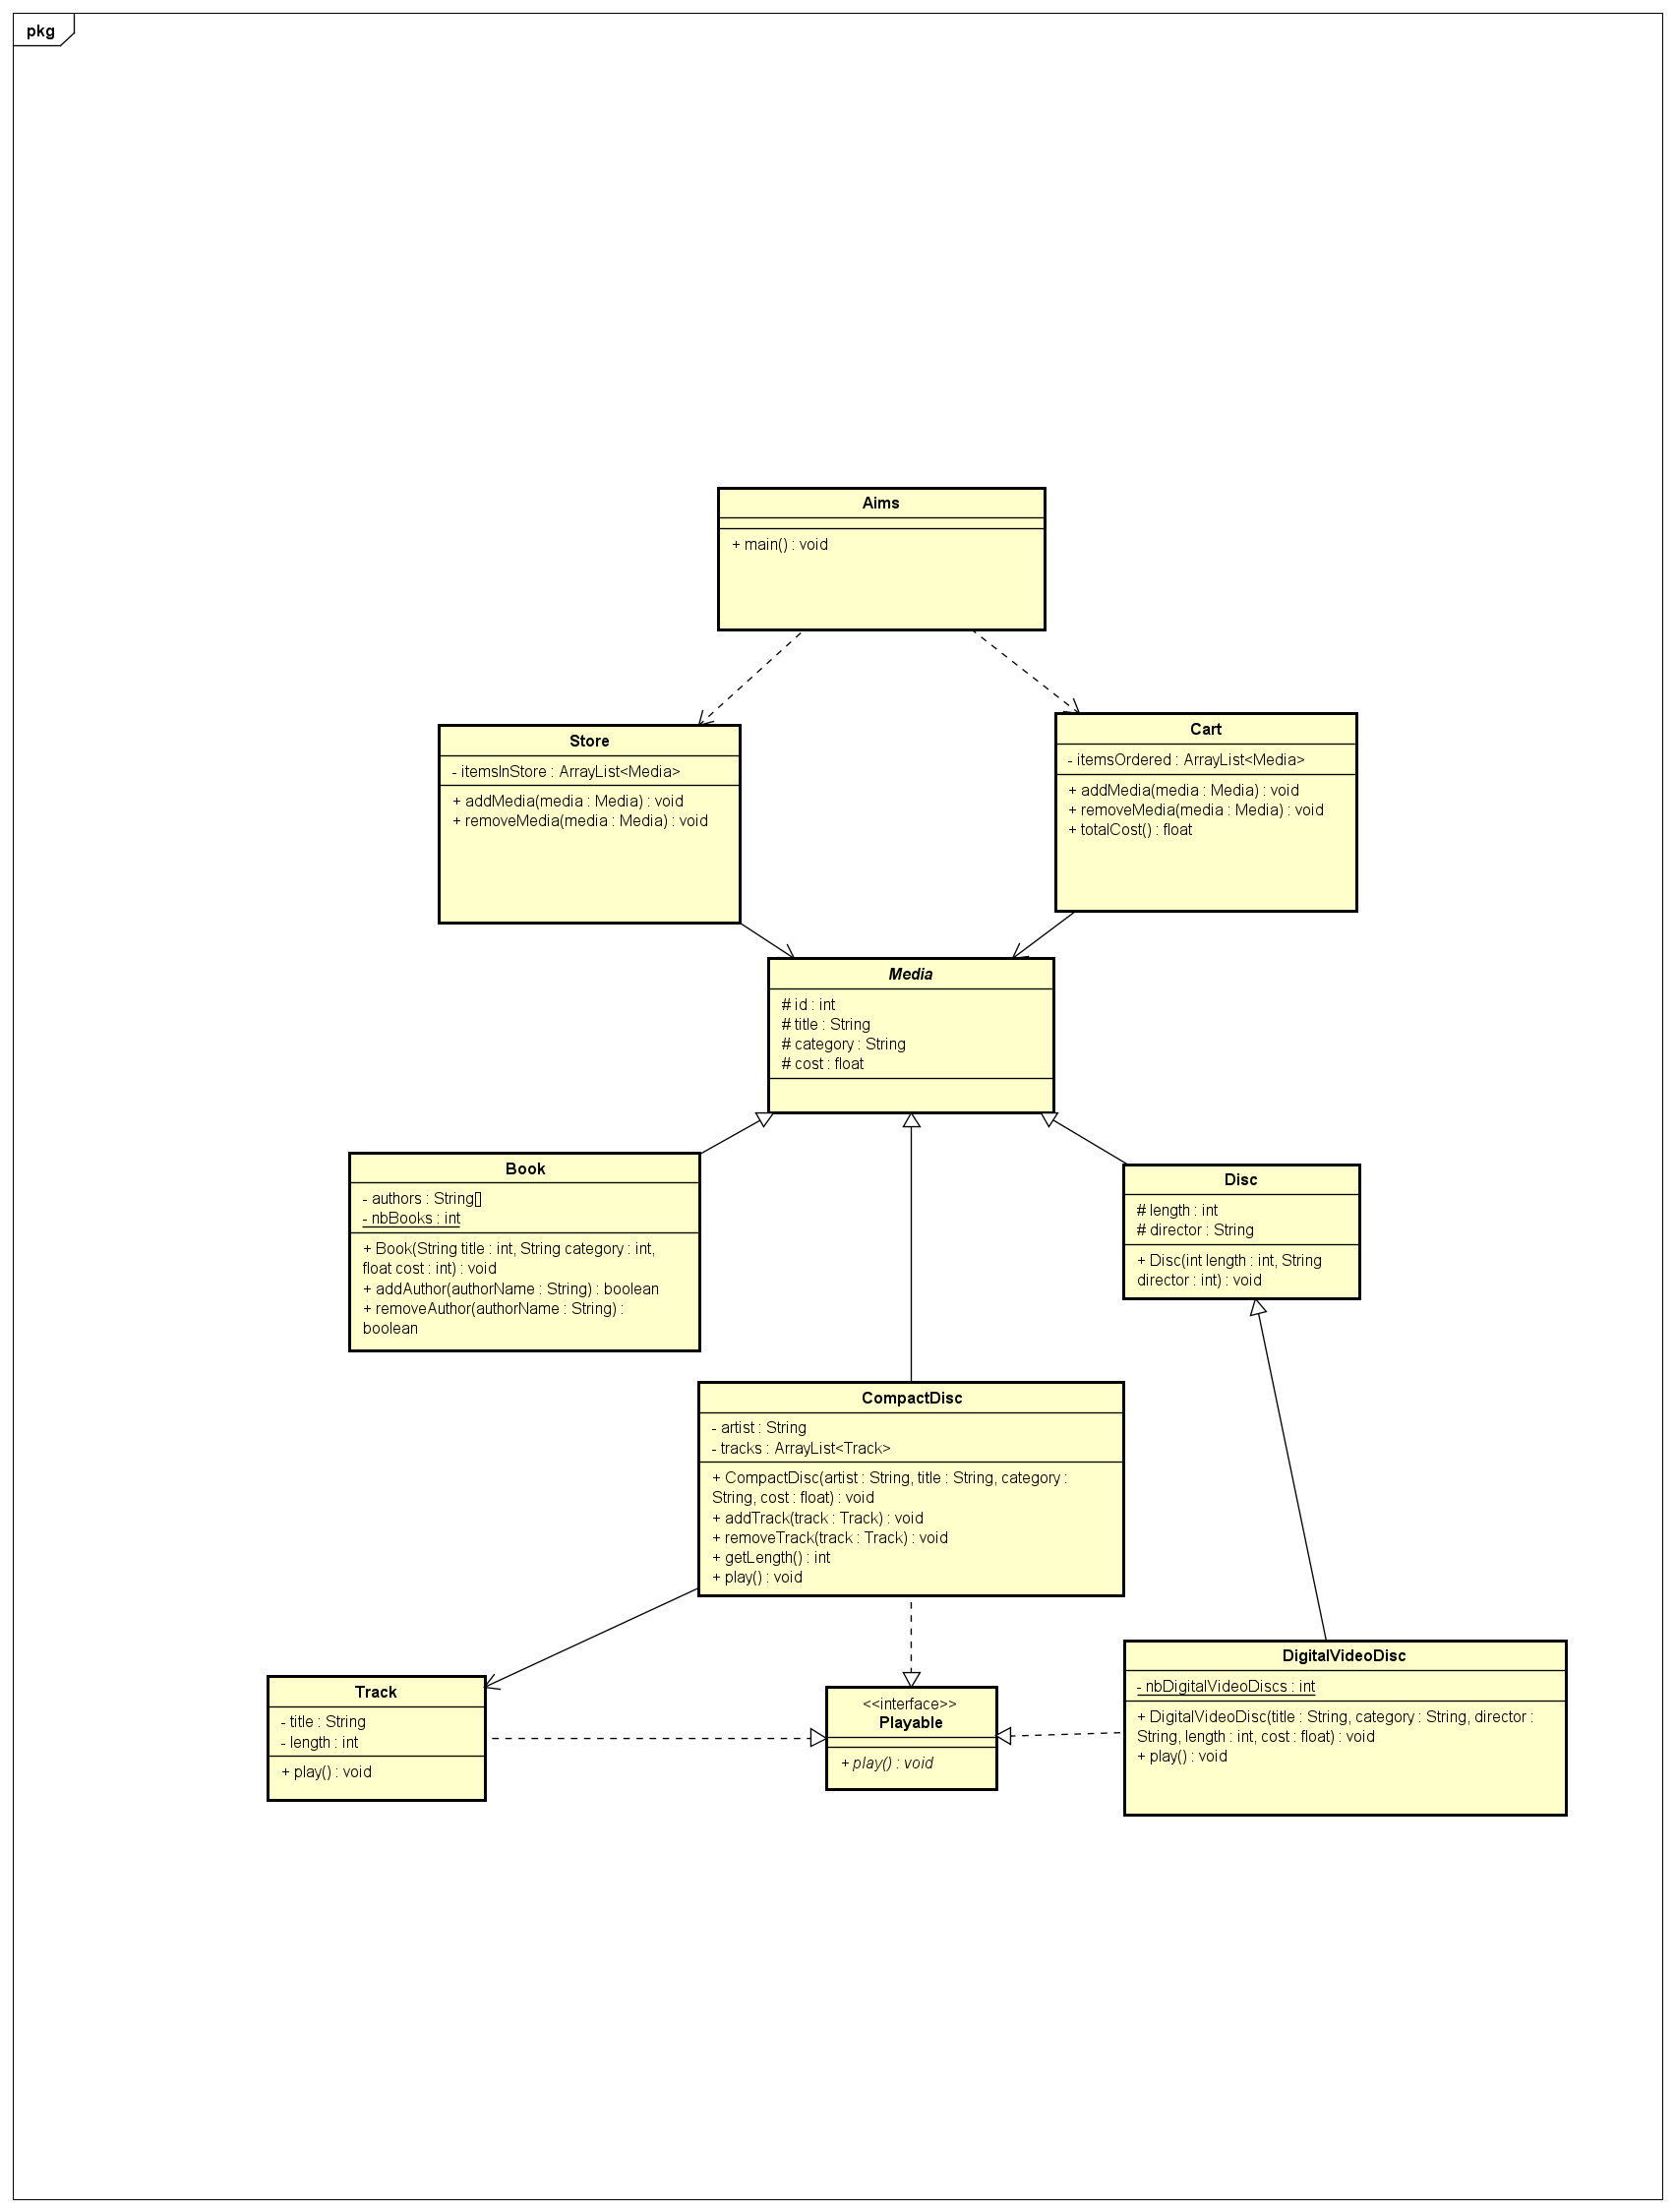 pkg
Aims
+ main() : void
Store
- itemsInStore : ArrayList<Media>
+ addMedia(media : Media) : void
+ removeMedia(media : Media) : void
Cart
- itemsOrdered : ArrayList<Media>
+ addMedia(media : Media) : void
+ removeMedia(media : Media) : void
+ totalCost() : float
Media
# id : int
# title : String
# category : String
# cost : float
Book
- authors : String[]
- nbBooks : int
+ Book(String title : int, String category : int,
float cost : int) : void
+ addAuthor(authorName : String) : boolean
+ removeAuthor(authorName : String) :
boolean
Disc
# length : int
# director : String
+ Disc(int length : int, String
director : int) : void
CompactDisc
- artist : String
- tracks : ArrayList<Track>
+ CompactDisc(artist : String, title : String, category :
String, cost : float) : void
+ addTrack(track : Track) : void
+ removeTrack(track : Track) : void
+ getLength() : int
+ play() : void
Track
- title : String
- length : int
+ play() : void
<<interface>>
Playable
+ play() : void
DigitalVideoDisc
- nbDigitalVideoDiscs : int
+ DigitalVideoDisc(title : String, category : String, director :
String, length : int, cost : float) : void
+ play() : void